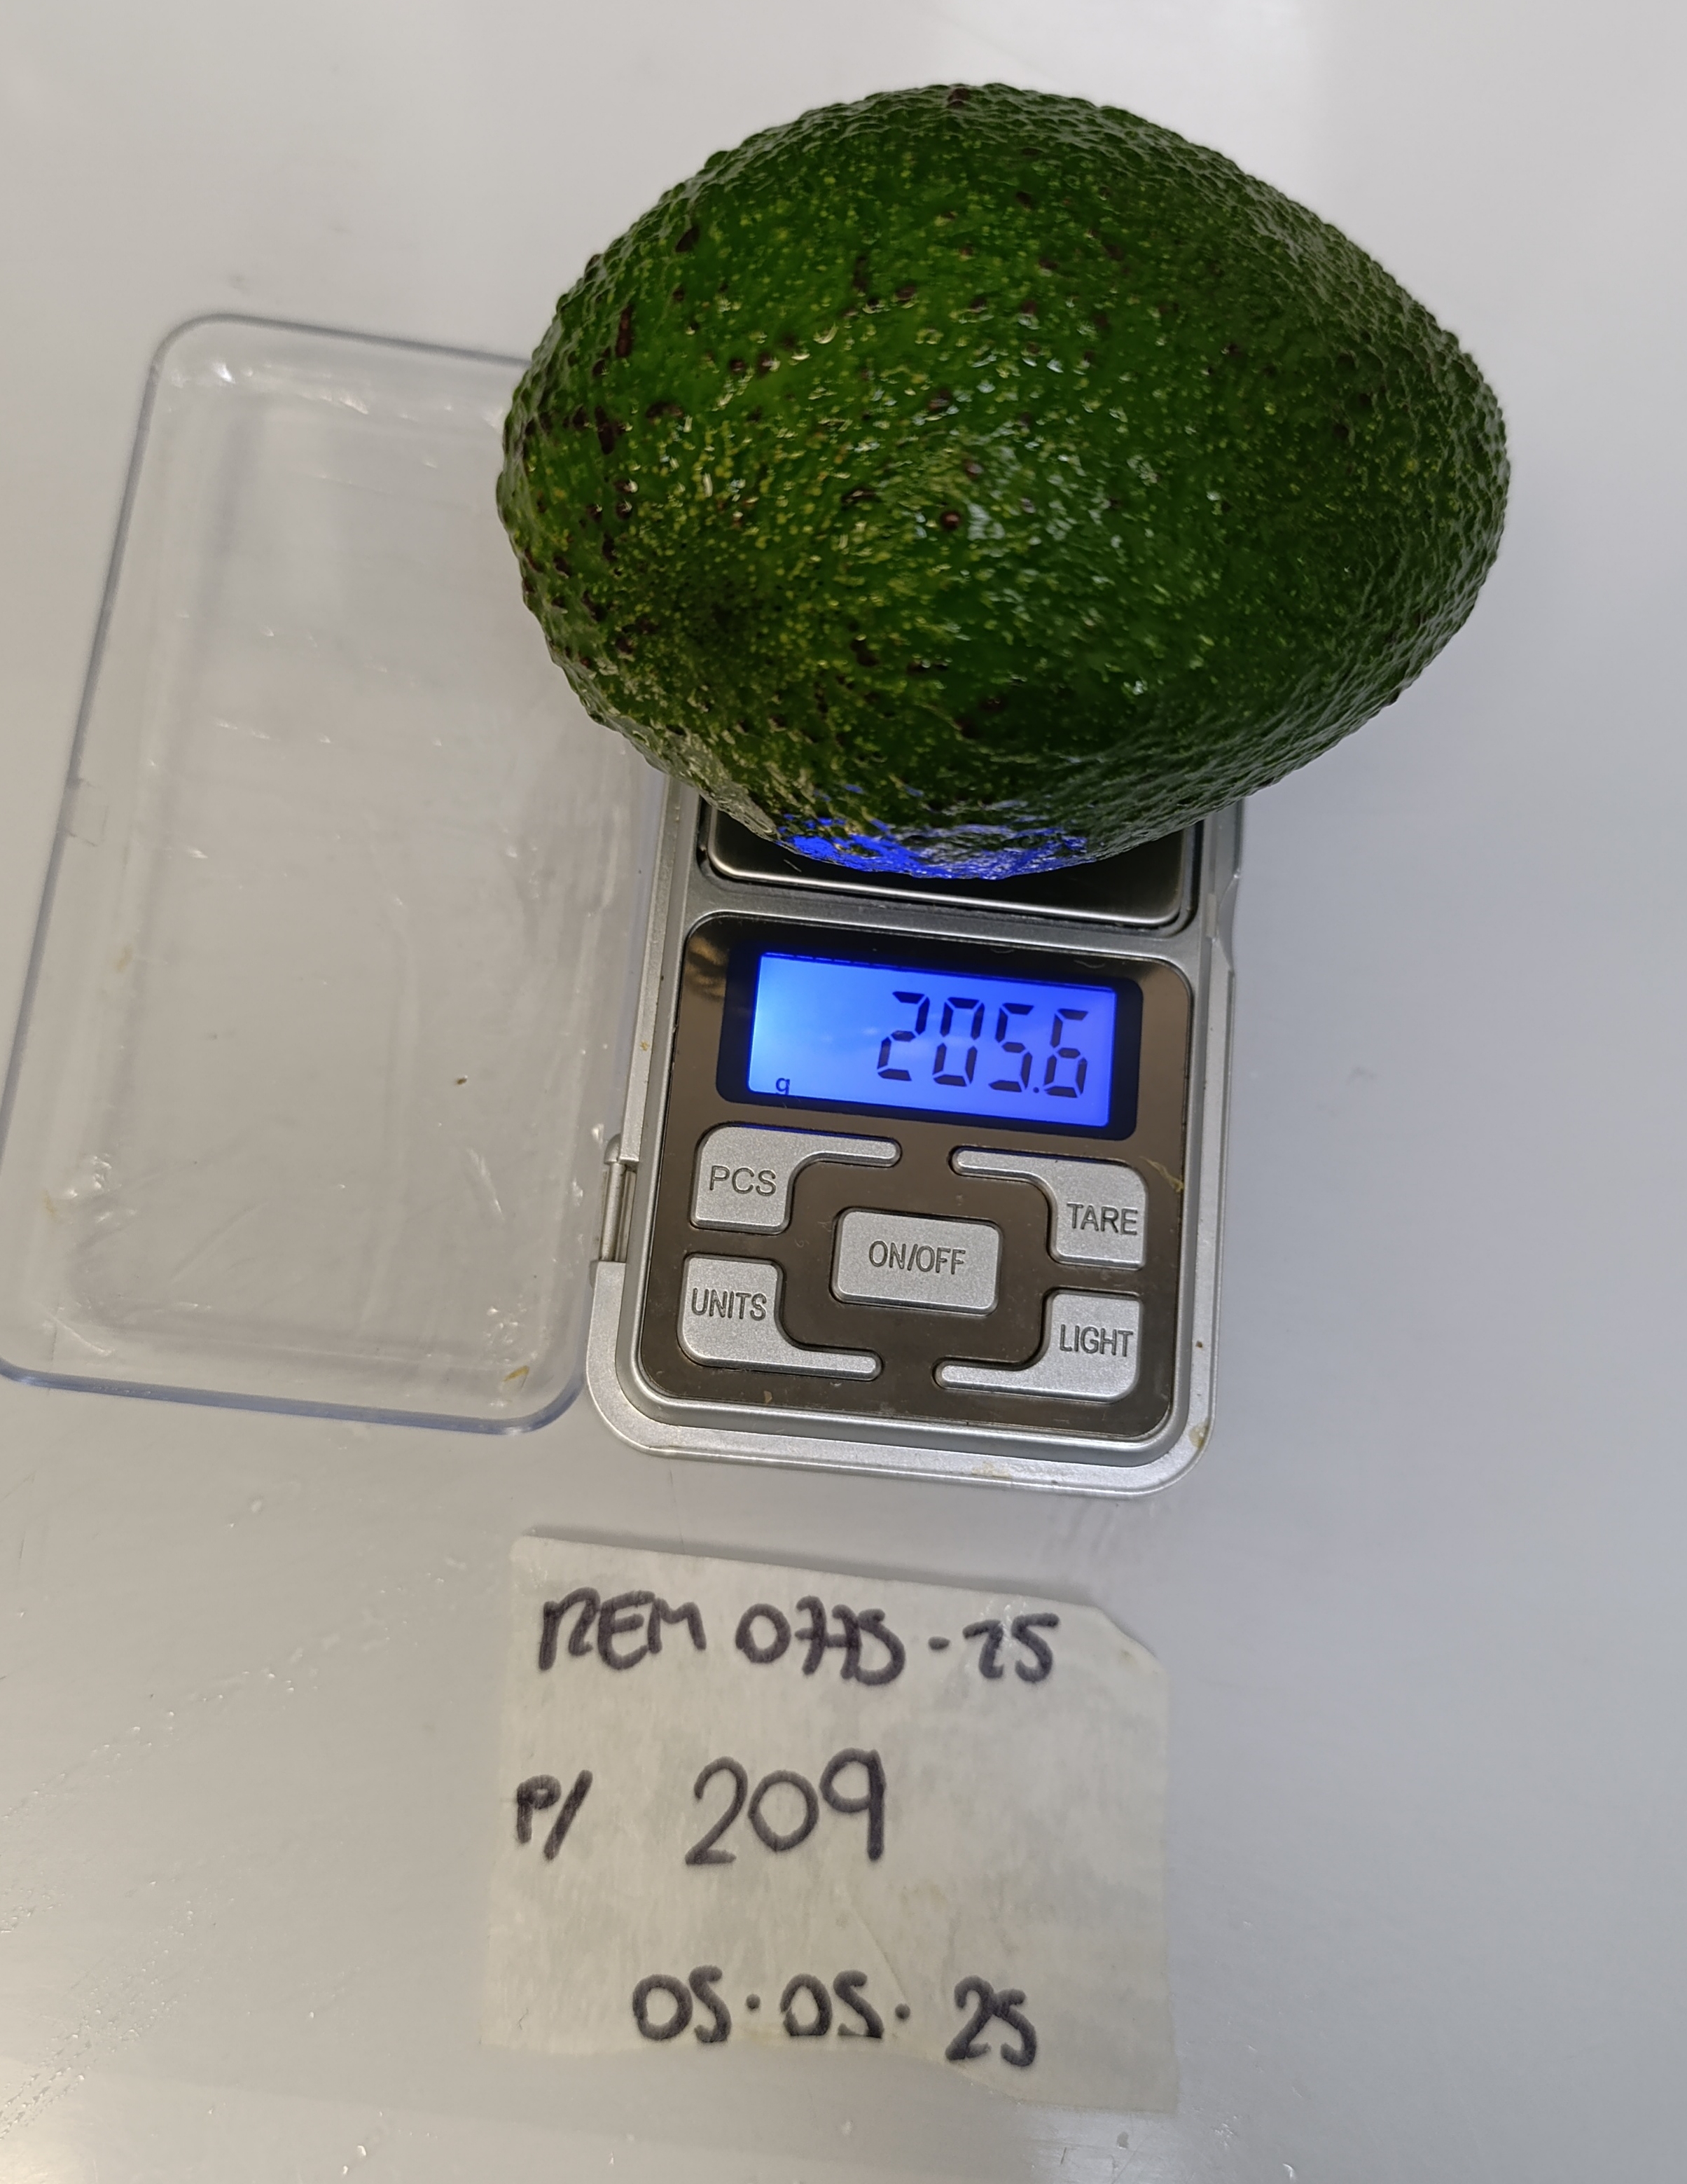 205.6
g
PCS
TARE
ON/OFF
UNITS
LIGHT
REM 0775-25
P/ 209
05.05.25